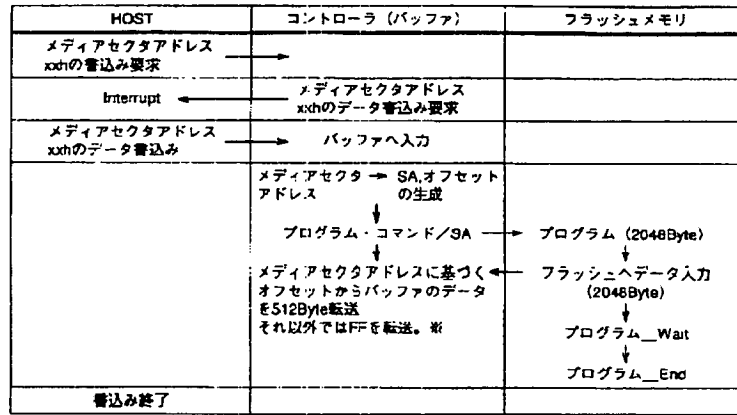 HOST コントローラ（バッファ） フラッシュメモリ
メディアセクタアドレス
xxhの書込み要求
Interrupt メディアセクタアドレス
xxhのデータ書込み要求
メディアセクタアドレス
xxhのデータ書込み バッファへ入力
メディアセクタ → SA,オフセット
アドレス の生成
プログラム・コマンド／SA プログラム（2048Byte）
メディアセクタアドレスに基づく フラッシュへデータ入力
オフセットからバッファのデータ （2048Byte）
を512Byte転送
それ以外ではFFを転送。※ プログラム__Wait
プログラム__End
書込み終了